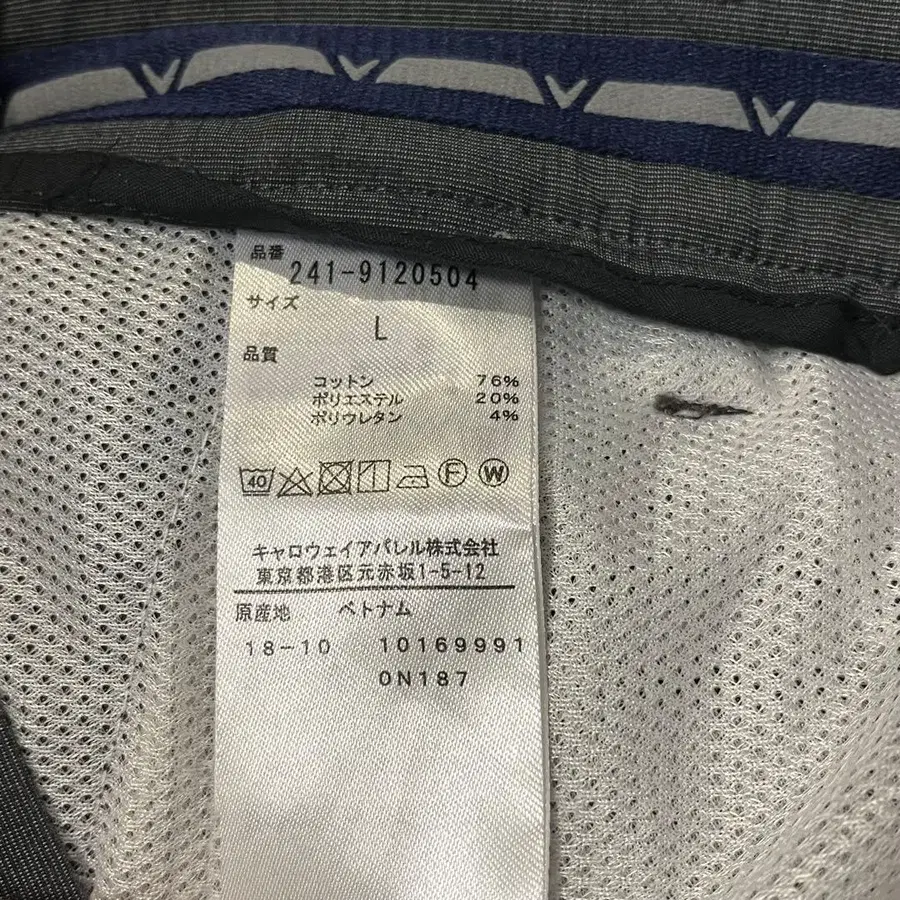 品番
241-9120504
サイズ
L
品質
コットン 76%
ポリエステル 20%
ポリウレタン 4%
40 F W
キャロウェイアパレル株式会社
東京都港区元赤坂1-5-12
原産地 ベトナム
18-10 10169991
0N187